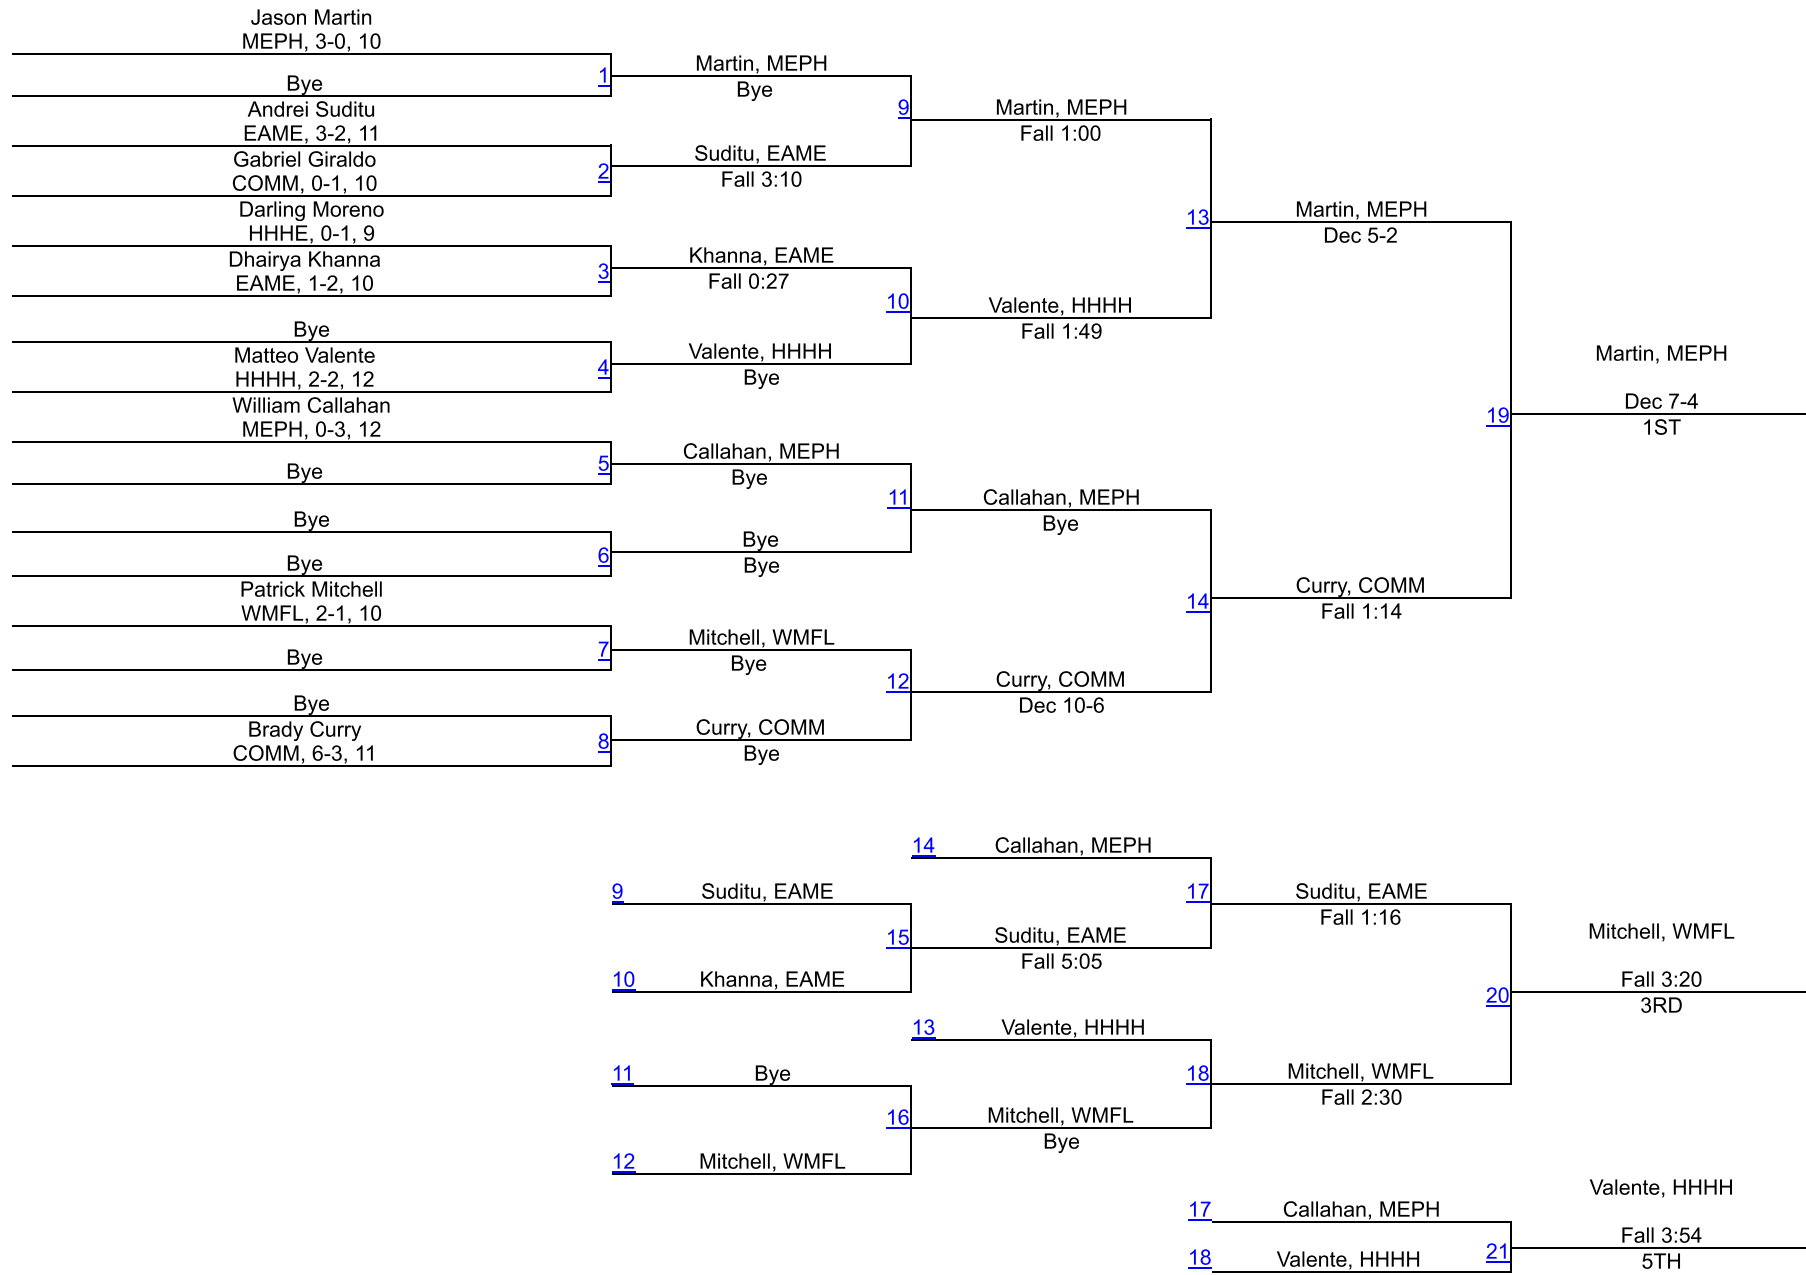 Jason Martin
MEPH, 3-0, 10
Bye
1
Andrei Suditu
EAME, 3-2, 11
Gabriel Giraldo
COMM, 0-1, 10
2
Darling Moreno
HHHE, 0-1, 9
Dhairya Khanna
EAME, 1-2, 10
3
Bye
Matteo Valente
HHHH, 2-2, 12
4
William Callahan
MEPH, 0-3, 12
Bye
5
Bye
Bye
6
Patrick Mitchell
WMFL, 2-1, 10
Bye
7
Bye
Brady Curry
COMM, 6-3, 11
8
Martin, MEPH
Bye
9
Suditu, EAME
Fall 3:10
Khanna, EAME
Fall 0:27
10
Valente, HHHH
Bye
Callahan, MEPH
Bye
11
Bye
Bye
Mitchell, WMFL
Bye
12
Curry, COMM
Bye
Martin, MEPH
Fall 1:00
13
Valente, HHHH
Fall 1:49
Callahan, MEPH
Bye
14
Curry, COMM
Dec 10-6
Martin, MEPH
Dec 5-2
19
Curry, COMM
Fall 1:14
Martin, MEPH
Dec 7-4
1ST
14
Callahan, MEPH
9
Suditu, EAME
15
10
Khanna, EAME
17
Suditu, EAME
Fall 5:05
13
Valente, HHHH
11
Bye
16
12
Mitchell, WMFL
18
Mitchell, WMFL
Bye
Suditu, EAME
Fall 1:16
20
Mitchell, WMFL
Fall 2:30
Mitchell, WMFL
Fall 3:20
3RD
17
Callahan, MEPH
18
Valente, HHHH
21
Valente, HHHH
Fall 3:54
5TH